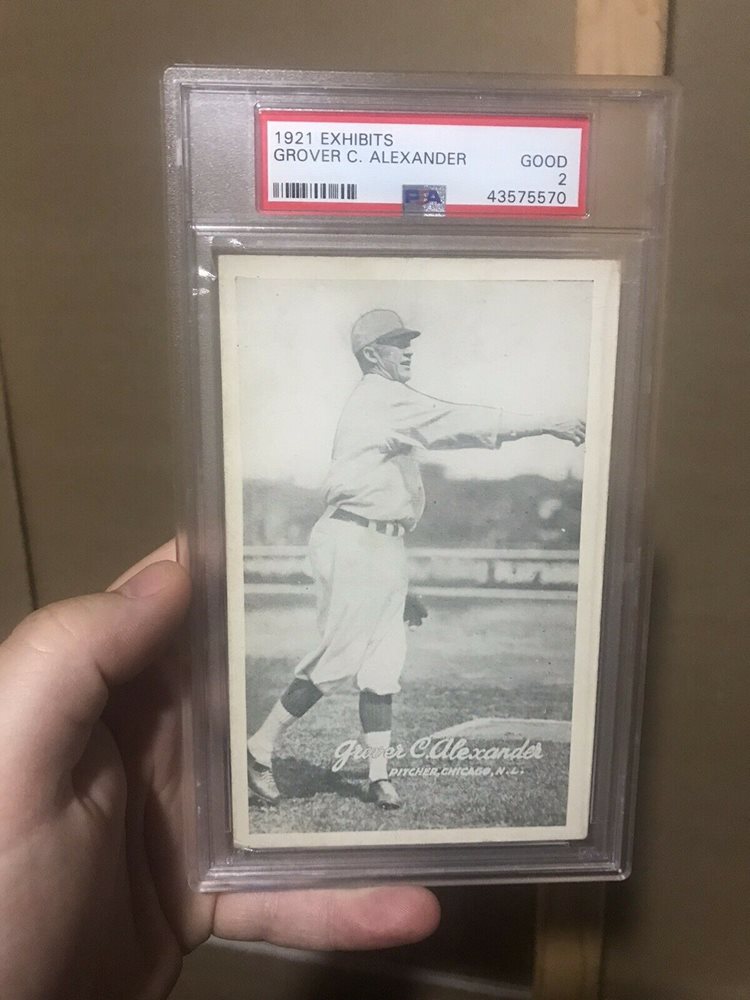 1921 EXHIBITS
GROVER C. ALEXANDER GOOD
2
PSA 43575570
Grover C. Alexander
PITCHER, CHICAGO, N.L.